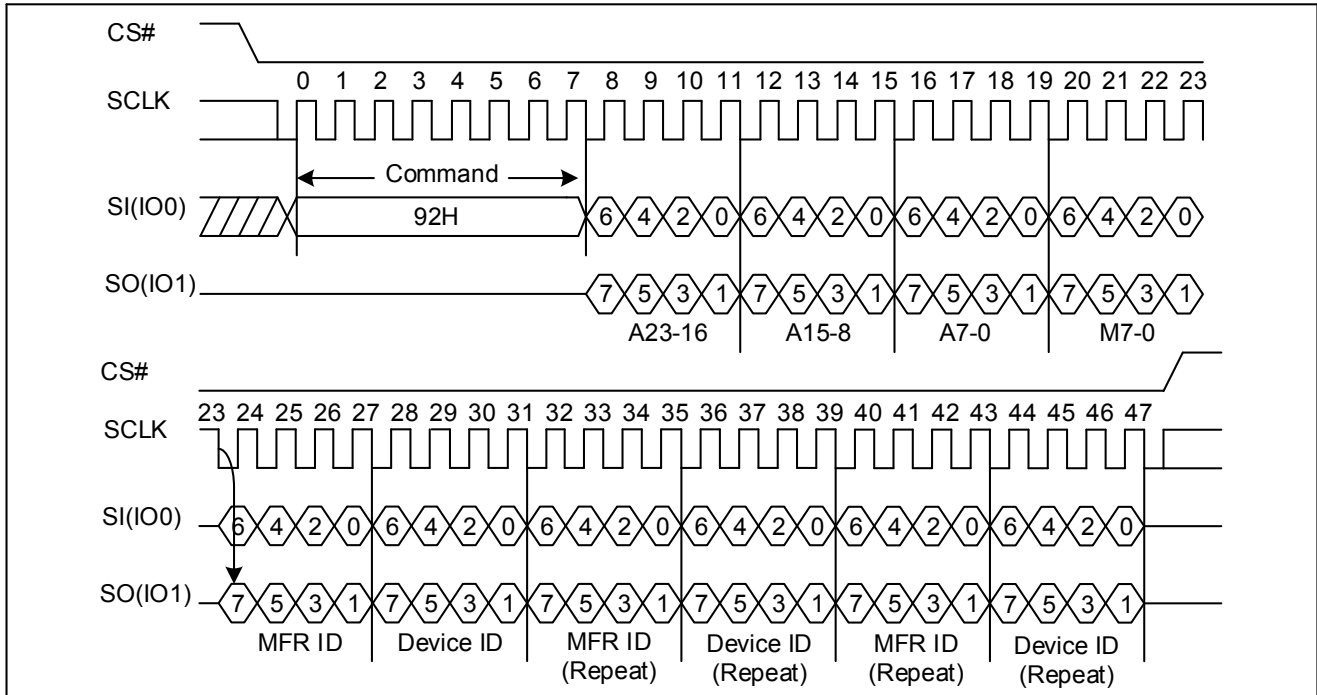 CS#
0 1 2 3 4 5 6 7 8 9 10 11 12 13 14 15 16 17 18 19 20 21 22 23
SCLK
Command
SI(IO0) 92H 6 4 2 0 6 4 2 0 6 4 2 0 6 4 2 0
SO(IO1) 7 5 3 1 7 5 3 1 7 5 3 1 7 5 3 1
A23-16 A15-8 A7-0 M7-0
CS#
23 24 25 26 27 28 29 30 31 32 33 34 35 36 37 38 39 40 41 42 43 44 45 46 47
SCLK
SI(IO0) 6 4 2 0 6 4 2 0 6 4 2 0 6 4 2 0 6 4 2 0 6 4 2 0
SO(IO1) 7 5 3 1 7 5 3 1 7 5 3 1 7 5 3 1 7 5 3 1 7 5 3 1
MFR ID Device ID MFR ID Device ID MFR ID Device ID
(Repeat) (Repeat) (Repeat) (Repeat)